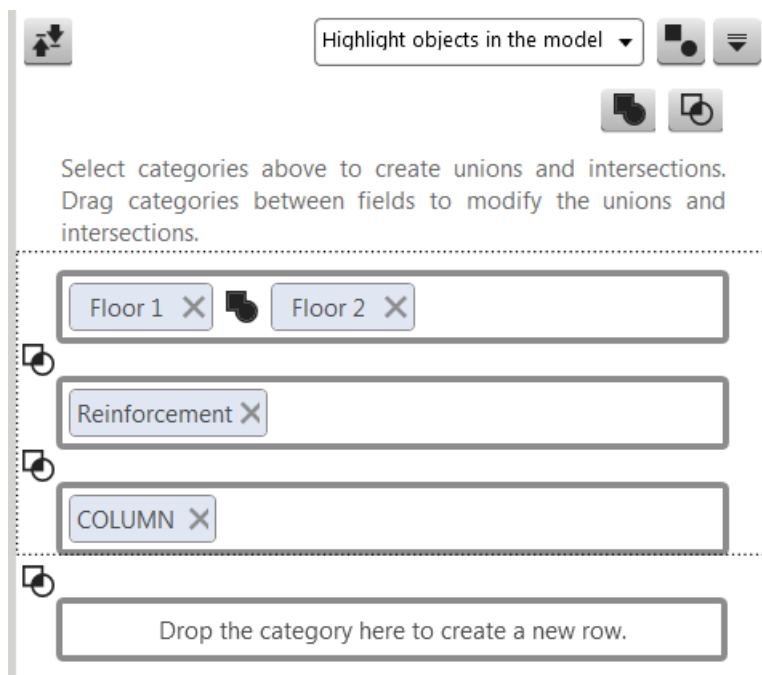 Highlight objects in the model
Select categories above to create unions and intersections.
Drag categories between fields to modify the unions and
intersections.
Floor 1 Floor 2
Reinforcement
COLUMN
Drop the category here to create a new row.